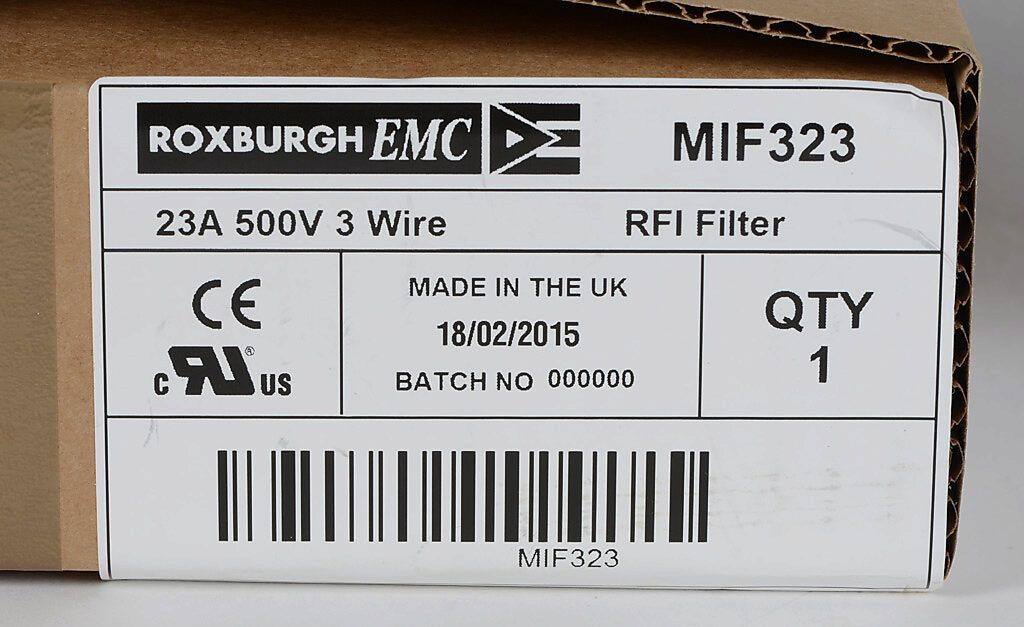 ROXBURGH EMC
MIF323
23A 500V 3 Wire
RFI Filter
CE
c RU ® US
MADE IN THE UK
18/02/2015
BATCH NO 000000
QTY
1
MIF323